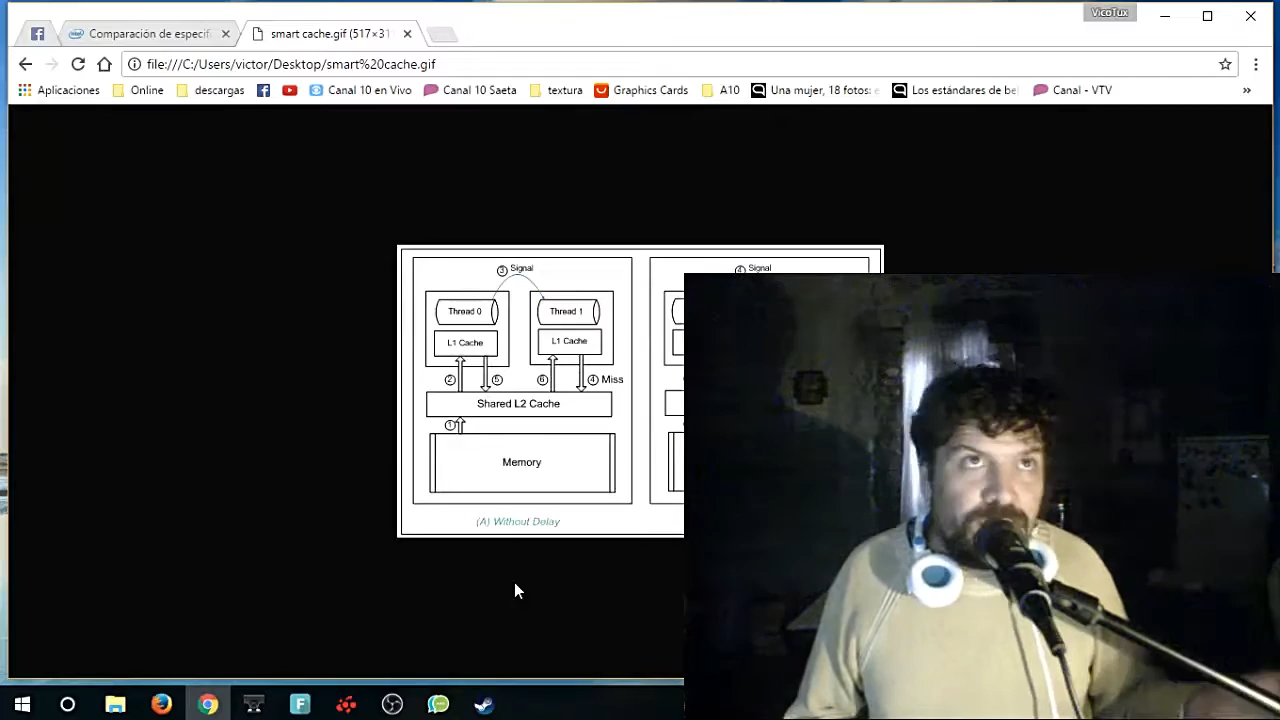 VicoTux
Comparación de especif
smart cache.gif (517×31
file:///C:/Users/victor/Desktop/smart%20cache.gif
Aplicaciones Online descargas Canal 10 en Vivo Canal 10 Saeta textura Graphics Cards A10 Una mujer, 18 fotos: e Los estándares de bel Canal - VTV »
3 Signal
4 Signal
Thread 0 Thread 1
L1 Cache L1 Cache
2 5 6 4 Miss
Shared L2 Cache
1
Memory
(A) Without Delay